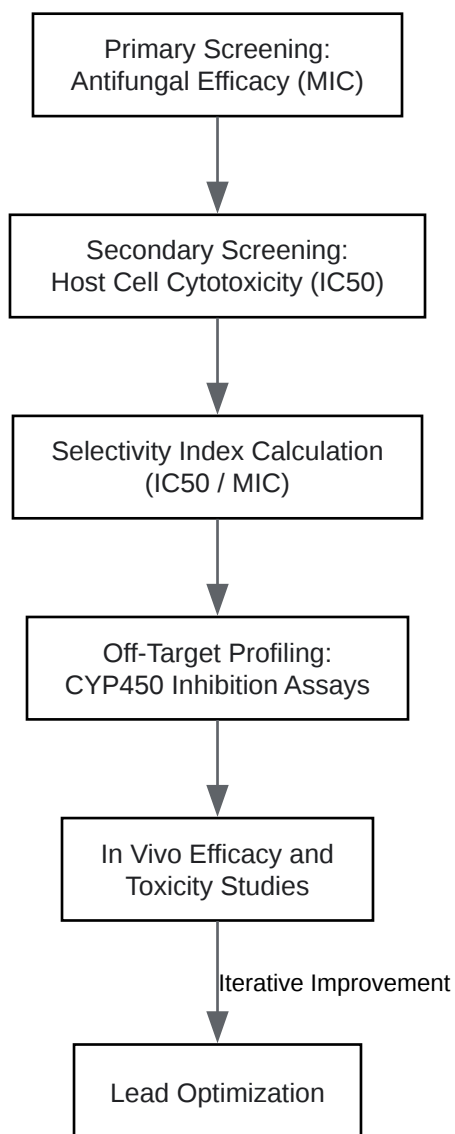 Primary Screening:
Antifungal Efficacy (MIC)
Secondary Screening:
Host Cell Cytotoxicity (IC50)
Selectivity Index Calculation
(IC50 / MIC)
Off-Target Profiling:
CYP450 Inhibition Assays
In Vivo Efficacy and
Toxicity Studies
Iterative Improvement
Lead Optimization